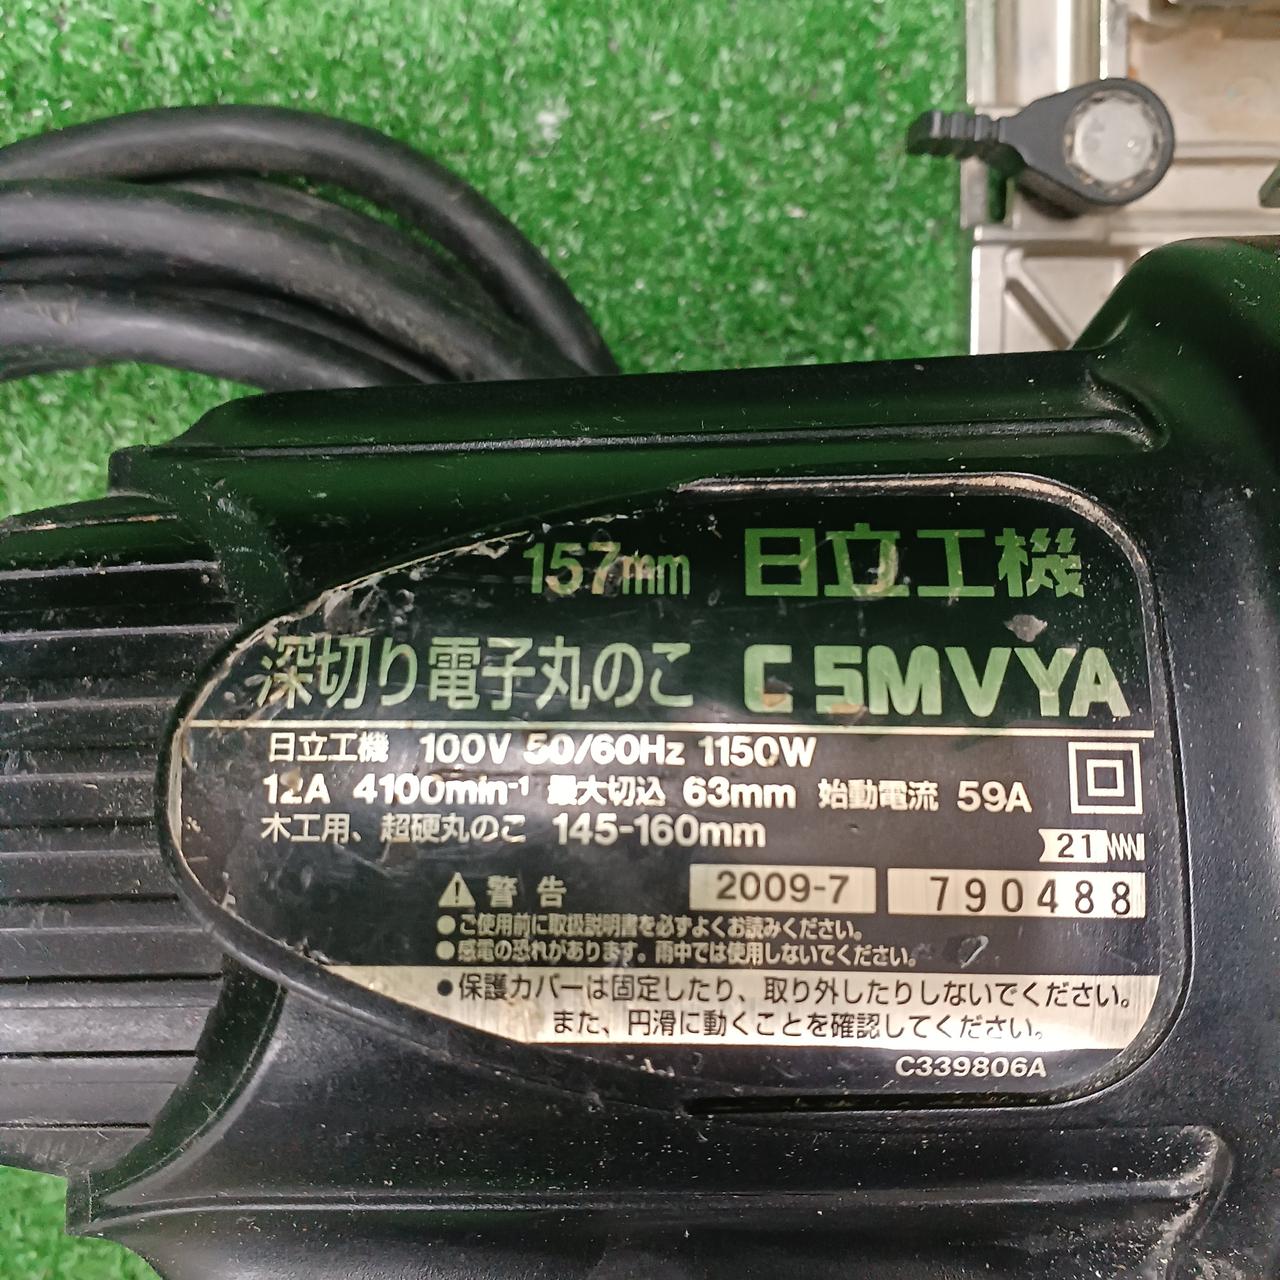 157mm 日立工機
深切り電子丸のこ C 5MVYA
日立工機 100V 50/60Hz 1150W
12A 4100min⁻¹ 最大切込 63mm 始動電流 59A
木工用、超硬丸のこ 145-160mm
21
警告 2009-7 790488
●ご使用前に取扱説明書を必ずよくお読みください。
●感電の恐れがあります。雨中では使用しないでください。
●保護カバーは固定したり、取り外したりしないでください。
また、円滑に動くことを確認してください。
C339806A